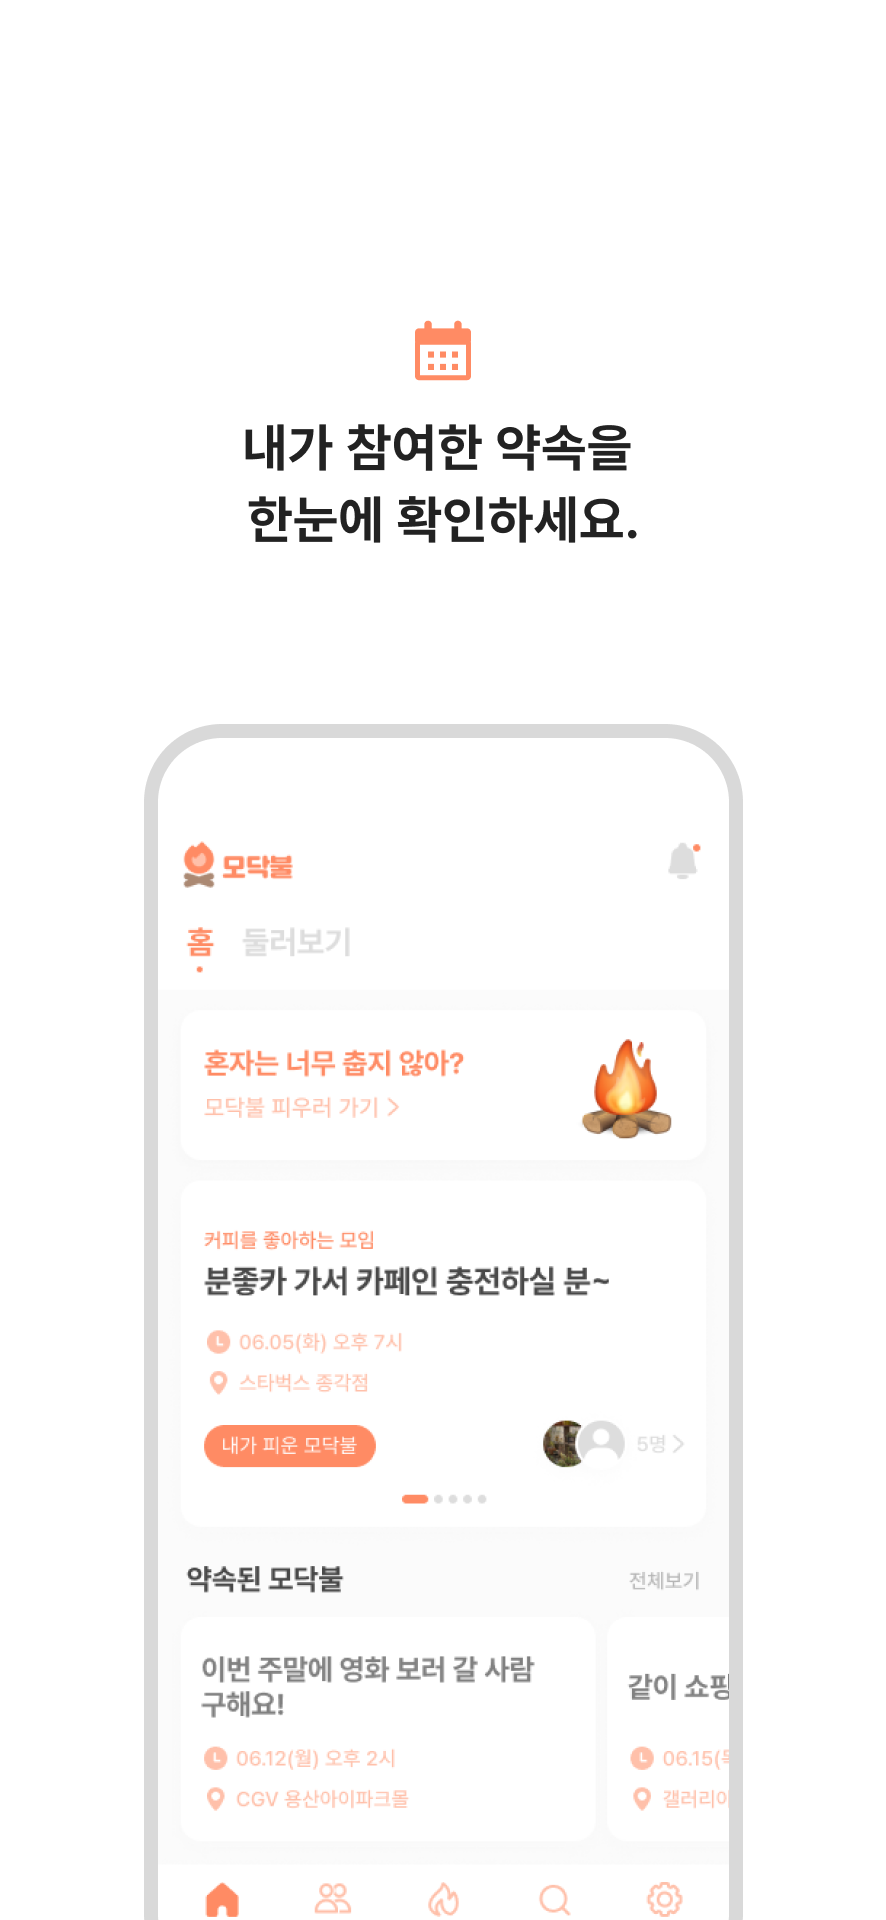 내가 참여한 약속을
한눈에 확인하세요.
모닥불
홈 둘러보기
혼자는 너무 춥지 않아?
모닥불 피우러 가기 >
커피를 좋아하는 모임
분좋카 가서 카페인 충전하실 분~
06.05(화) 오후 7시
스타벅스 종각점
내가 피운 모닥불
5명 >
약속된 모닥불
전체보기
이번 주말에 영화 보러 갈 사람
구해요!
06.12(월) 오후 2시
CGV 용산아이파크몰
같이 쇼핑
06.15(목
갤러리아